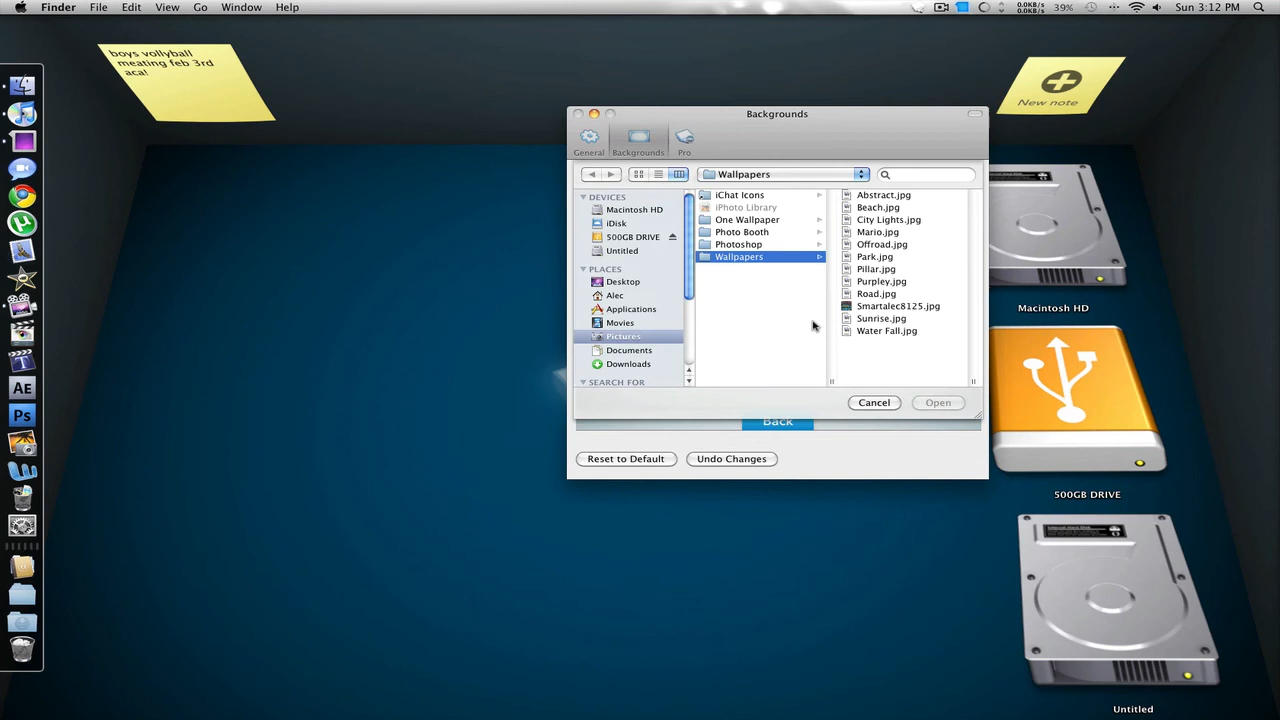 Finder File Edit View Go Window Help
0.0KB/s
0.0KB/s
39% Sun 3:12 PM
boys vollyball
meating feb 3rd
aca!
New note
Backgrounds
General Backgrounds Pro
Wallpapers
DEVICES
Macintosh HD
iDisk
500GB DRIVE
Untitled
PLACES
Desktop
Alec
Applications
Movies
Pictures
Documents
Downloads
SEARCH FOR
iChat Icons
iPhoto Library
One Wallpaper
Photo Booth
Photoshop
Wallpapers
Abstract.jpg
Beach.jpg
City Lights.jpg
Mario.jpg
Offroad.jpg
Park.jpg
Pillar.jpg
Purpley.jpg
Road.jpg
Smartalec8125.jpg
Sunrise.jpg
Water Fall.jpg
Cancel Open
Back
Reset to Default Undo Changes
Macintosh HD
500GB DRIVE
Untitled
T
AE
Ps